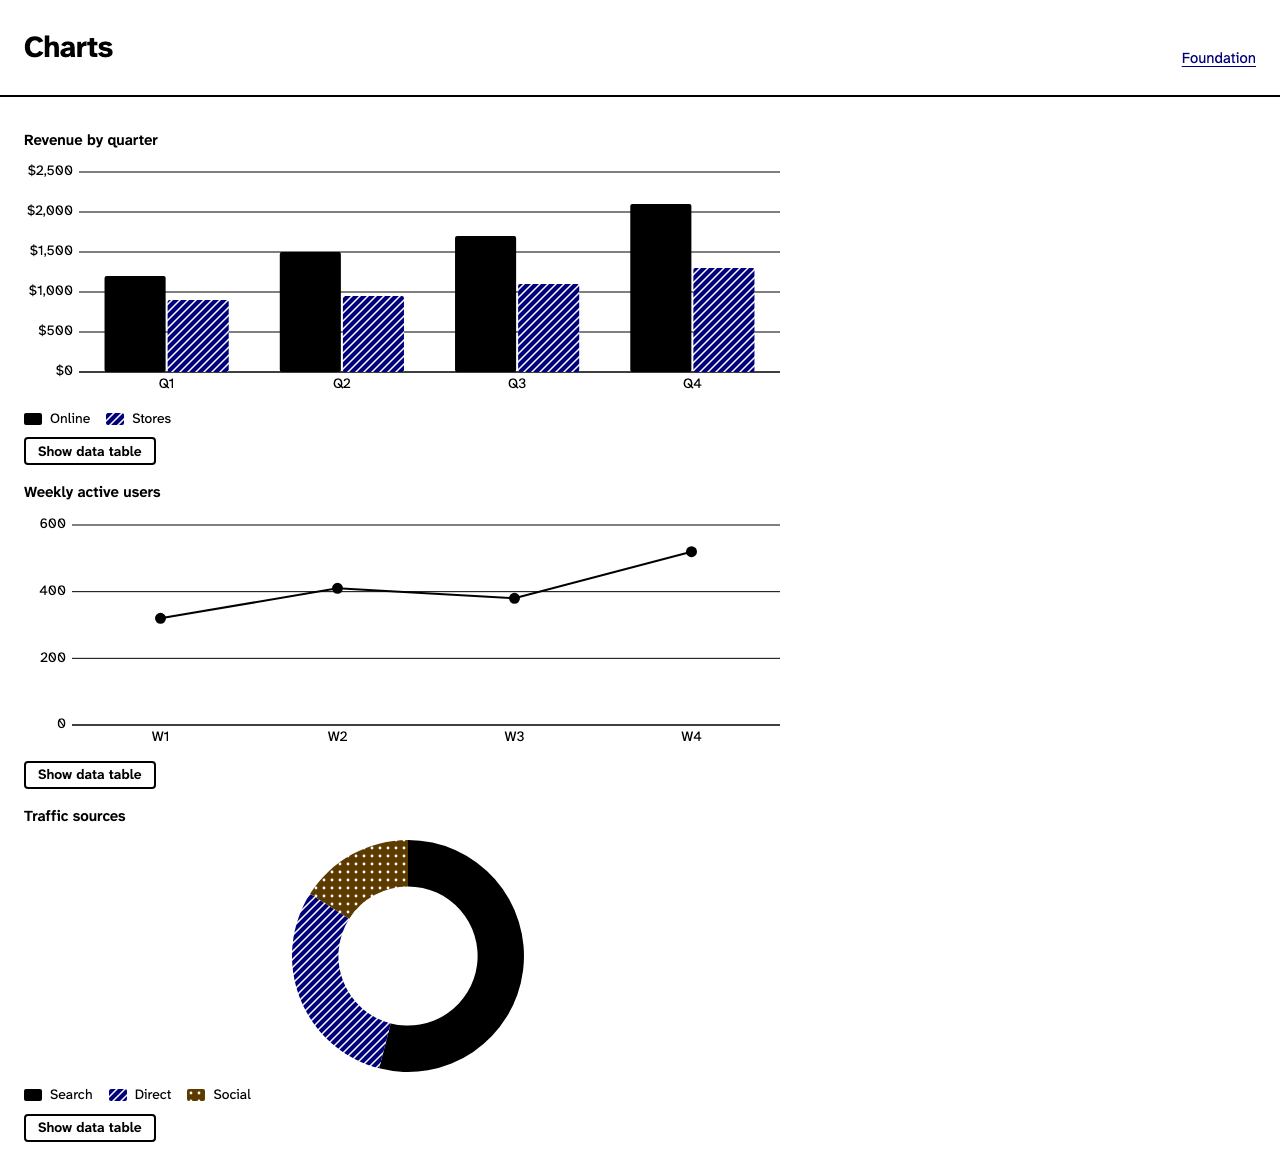 Charts
Foundation
Revenue by quarter
$2,500
$2,000
$1,500
$1,000
$500
$0
Q1 Q2 Q3 Q4
Online Stores
Show data table
Weekly active users
600
400
200
0
W1 W2 W3 W4
Show data table
Traffic sources
Search Direct Social
Show data table